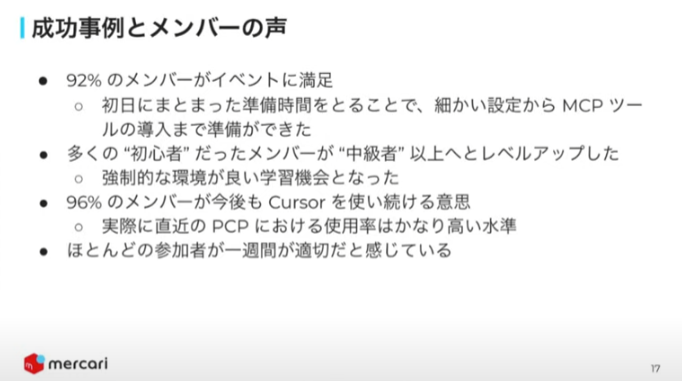 成功事例とメンバーの声
● 92% のメンバーがイベントに満足
○ 初日にまとまった準備時間をとることで、細かい設定から MCP ツー
ルの導入まで準備ができた
● 多くの “初心者” だったメンバーが “中級者” 以上へとレベルアップした
○ 強制的な環境が良い学習機会となった
● 96% のメンバーが今後も Cursor を使い続ける意思
○ 実際に直近の PCP における使用率はかなり高い水準
● ほとんどの参加者が一週間が適切だと感じている
mercari
17